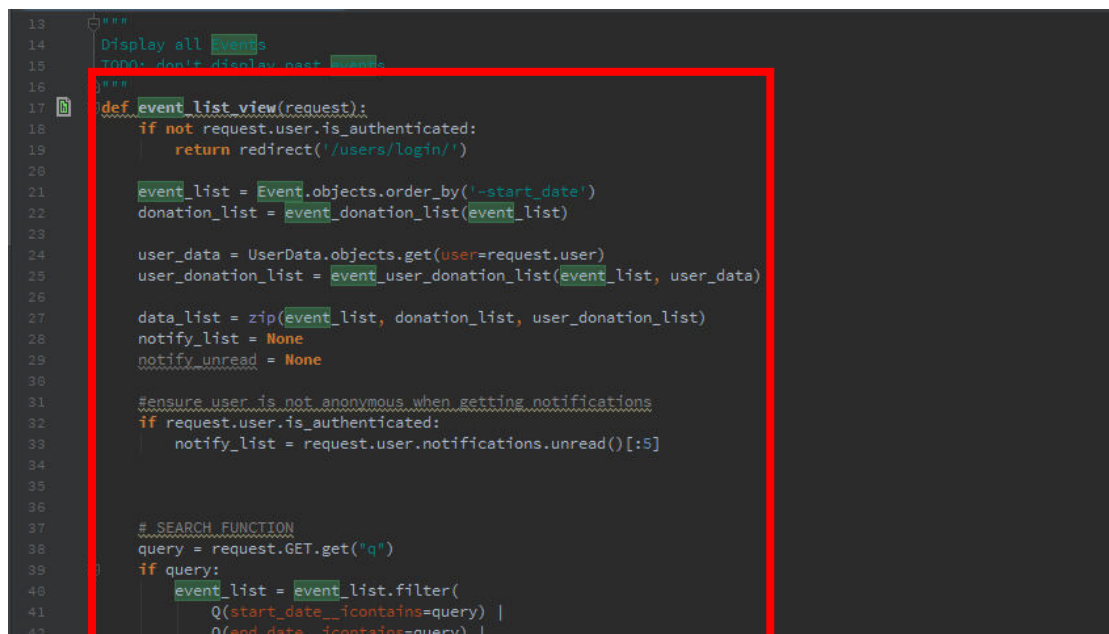 13 """
14 Display all Events
15 TODO: don't display past events
16 """
17 def event_list_view(request):
18 if not request.user.is_authenticated:
19 return redirect('/users/login/')
20
21 event_list = Event.objects.order_by('-start_date')
22 donation_list = event_donation_list(event_list)
23
24 user_data = UserData.objects.get(user=request.user)
25 user_donation_list = event_user_donation_list(event_list, user_data)
26
27 data_list = zip(event_list, donation_list, user_donation_list)
28 notify_list = None
29 notify_unread = None
30
31 #ensure user is not anonymous when getting notifications
32 if request.user.is_authenticated:
33 notify_list = request.user.notifications.unread()[:5]
34
35
36
37 # SEARCH FUNCTION
38 query = request.GET.get("q")
39 if query:
40 event_list = event_list.filter(
41 Q(start_date__icontains=query) |
42 Q(end_date__icontains=query) |